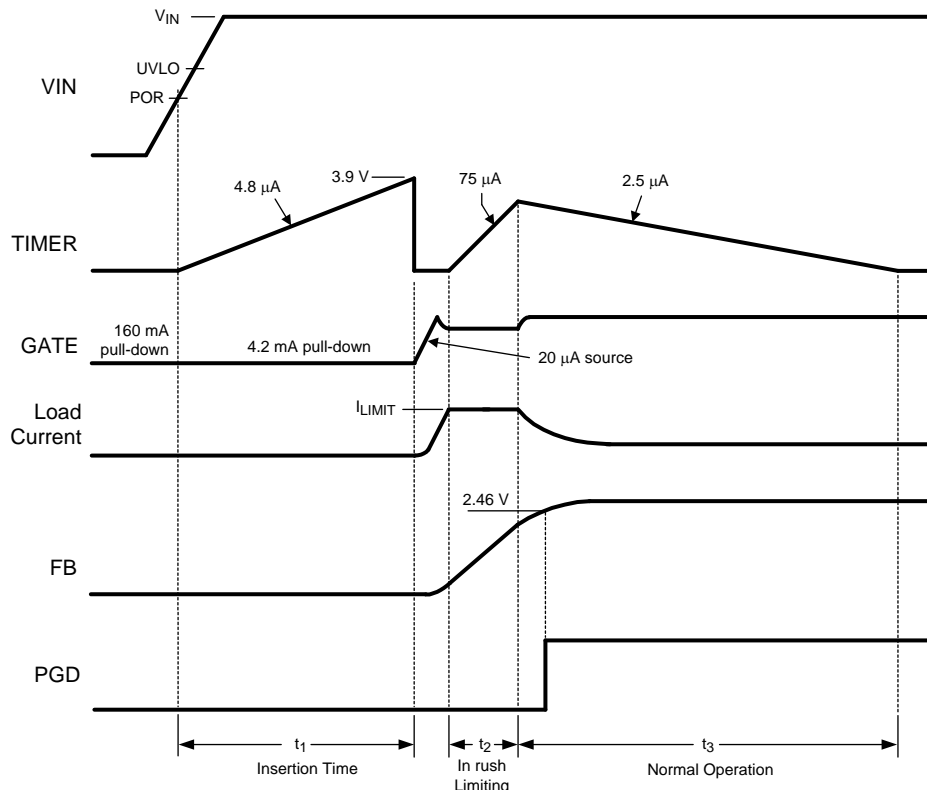 VIN
UVLO
VIN
POR
3.9 V
75 μA
2.5 μA
4.8 μA
TIMER
GATE
160 mA
pull-down
4.2 mA pull-down
20 μA source
Load
Current
ILIMIT
2.46 V
FB
PGD
t1
t2
t3
Insertion Time
In rush
Limiting
Normal Operation